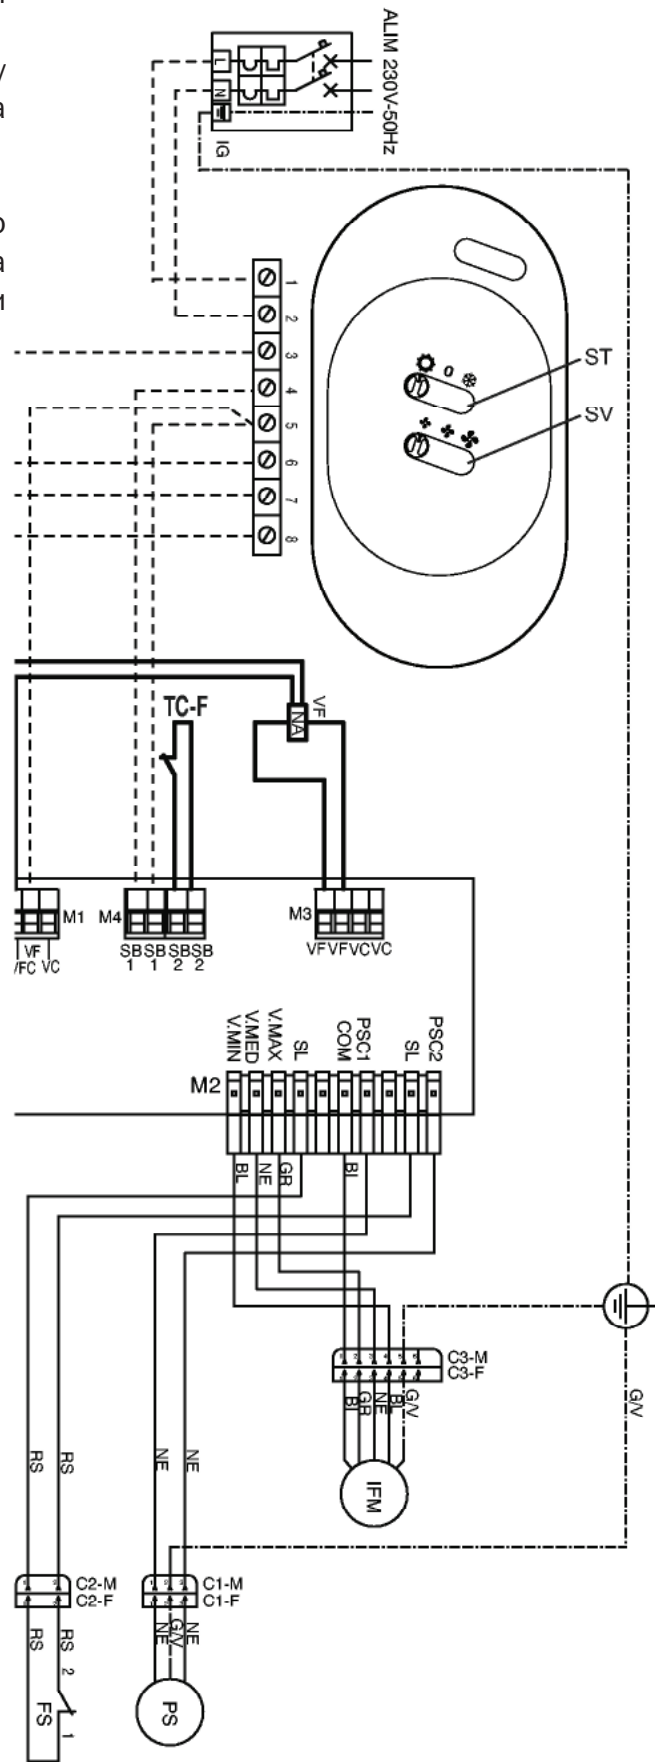 ALIM 230V-50Hz
L
N
IG
у
а
о
а
и
1
2
3
4
5
6
7
8
0
ST
SV
TC-F
VF
NA
M1
M4
M3
VF
VC
SB SB SB SB
1 1 2 2
VF VF VC VC
V.MIN
V.MED
V.MAX
SL
COM
PSC1
SL
PSC2
M2
BL
NE
GR
BI
C3-M
C3-F
BI
GR
NE
BL
G/V
G/V
IFM
RS
RS
NE
NE
C2-M
C2-F
C1-M
C1-F
RS
RS
2
NE
G/V
NE
FS
1
PS